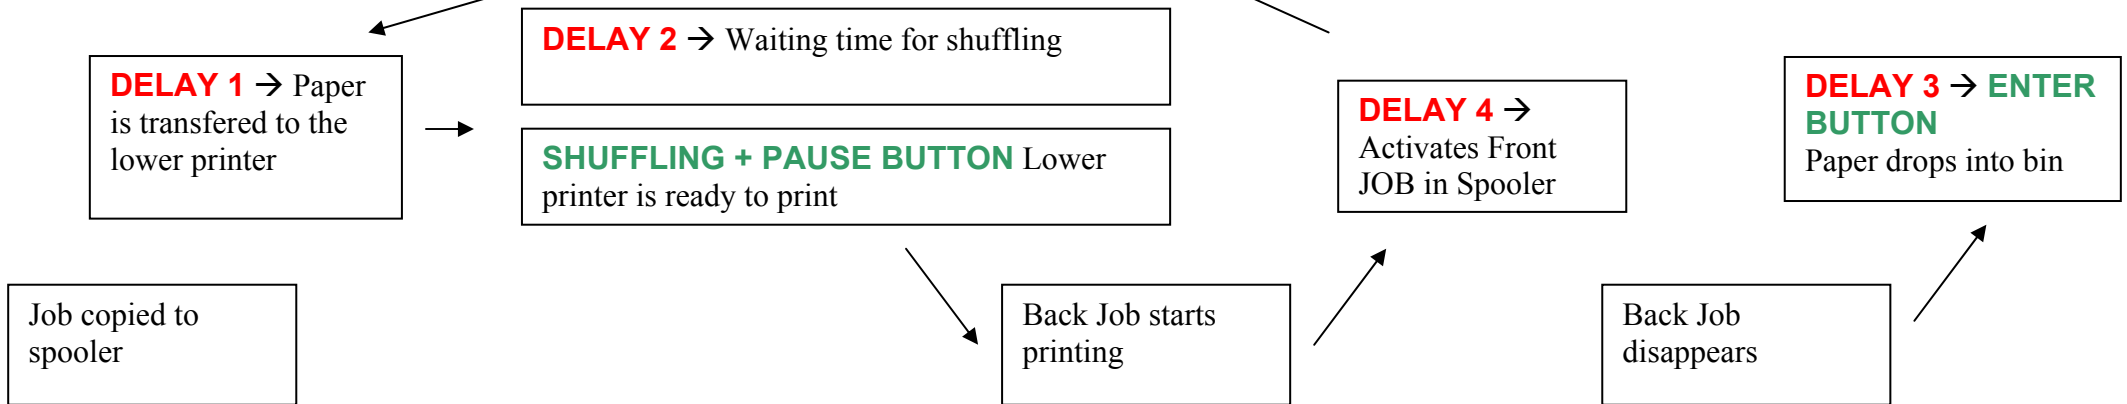 DELAY 1 → Paper
is transfered to the
lower printer
DELAY 2 → Waiting time for shuffling
SHUFFLING + PAUSE BUTTON Lower
printer is ready to print
DELAY 4 →
Activates Front
JOB in Spooler
DELAY 3 → ENTER
BUTTON
Paper drops into bin
Job copied to
spooler
Back Job starts
printing
Back Job
disappears